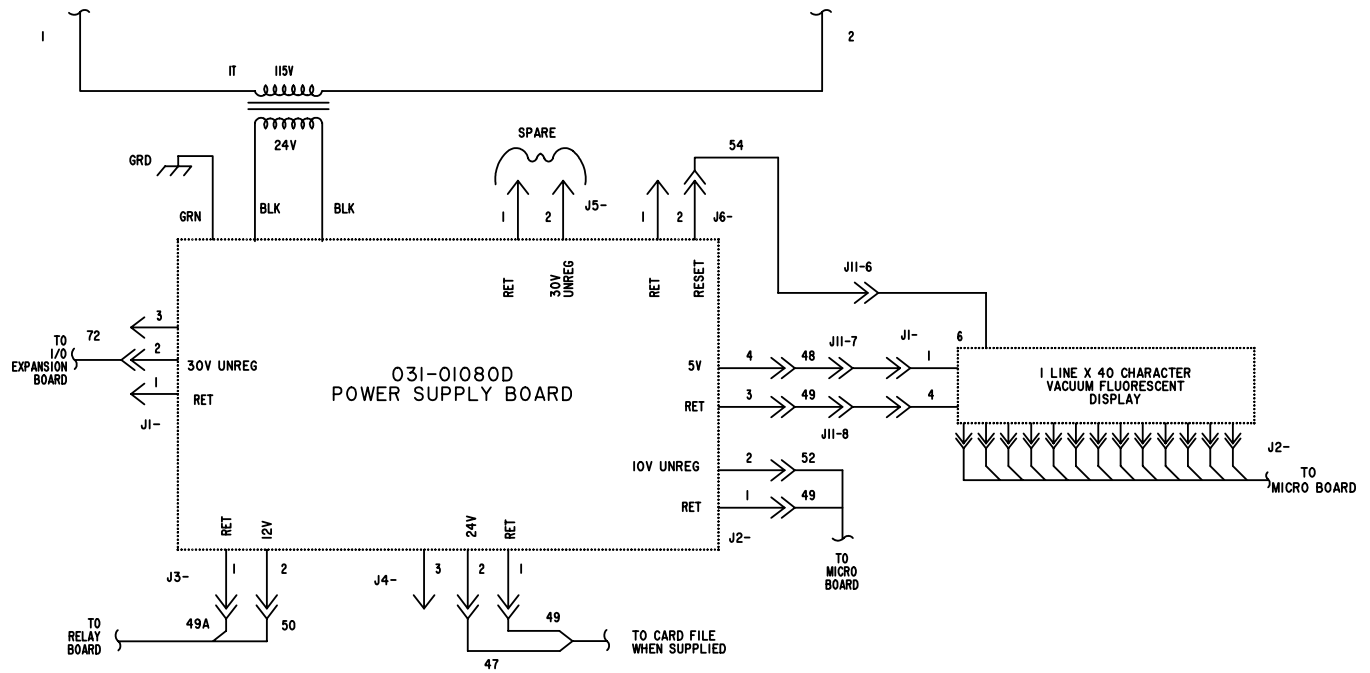 1
2
1T 115V
24V
GRD
GRN
BLK
BLK
SPARE
1
2
J5-
54
1
2
J6-
RET
30V
UNREG
RET
RESET
J11-6
3
TO
I/O
EXPANSION
BOARD
72
2
30V UNREG
1
RET
J1-
031-01080D
POWER SUPPLY BOARD
5V
4
48
J11-7
J1-
1
6
RET
3
49
J11-8
4
1 LINE X 40 CHARACTER
VACUUM FLUORESCENT
DISPLAY
J2-
TO
MICRO BOARD
10V UNREG
2
52
RET
1
49
J2-
TO
MICRO
BOARD
RET
12V
24V
RET
J3-
1
2
J4-
3
2
1
TO
RELAY
BOARD
49A
50
49
47
TO CARD FILE
WHEN SUPPLIED